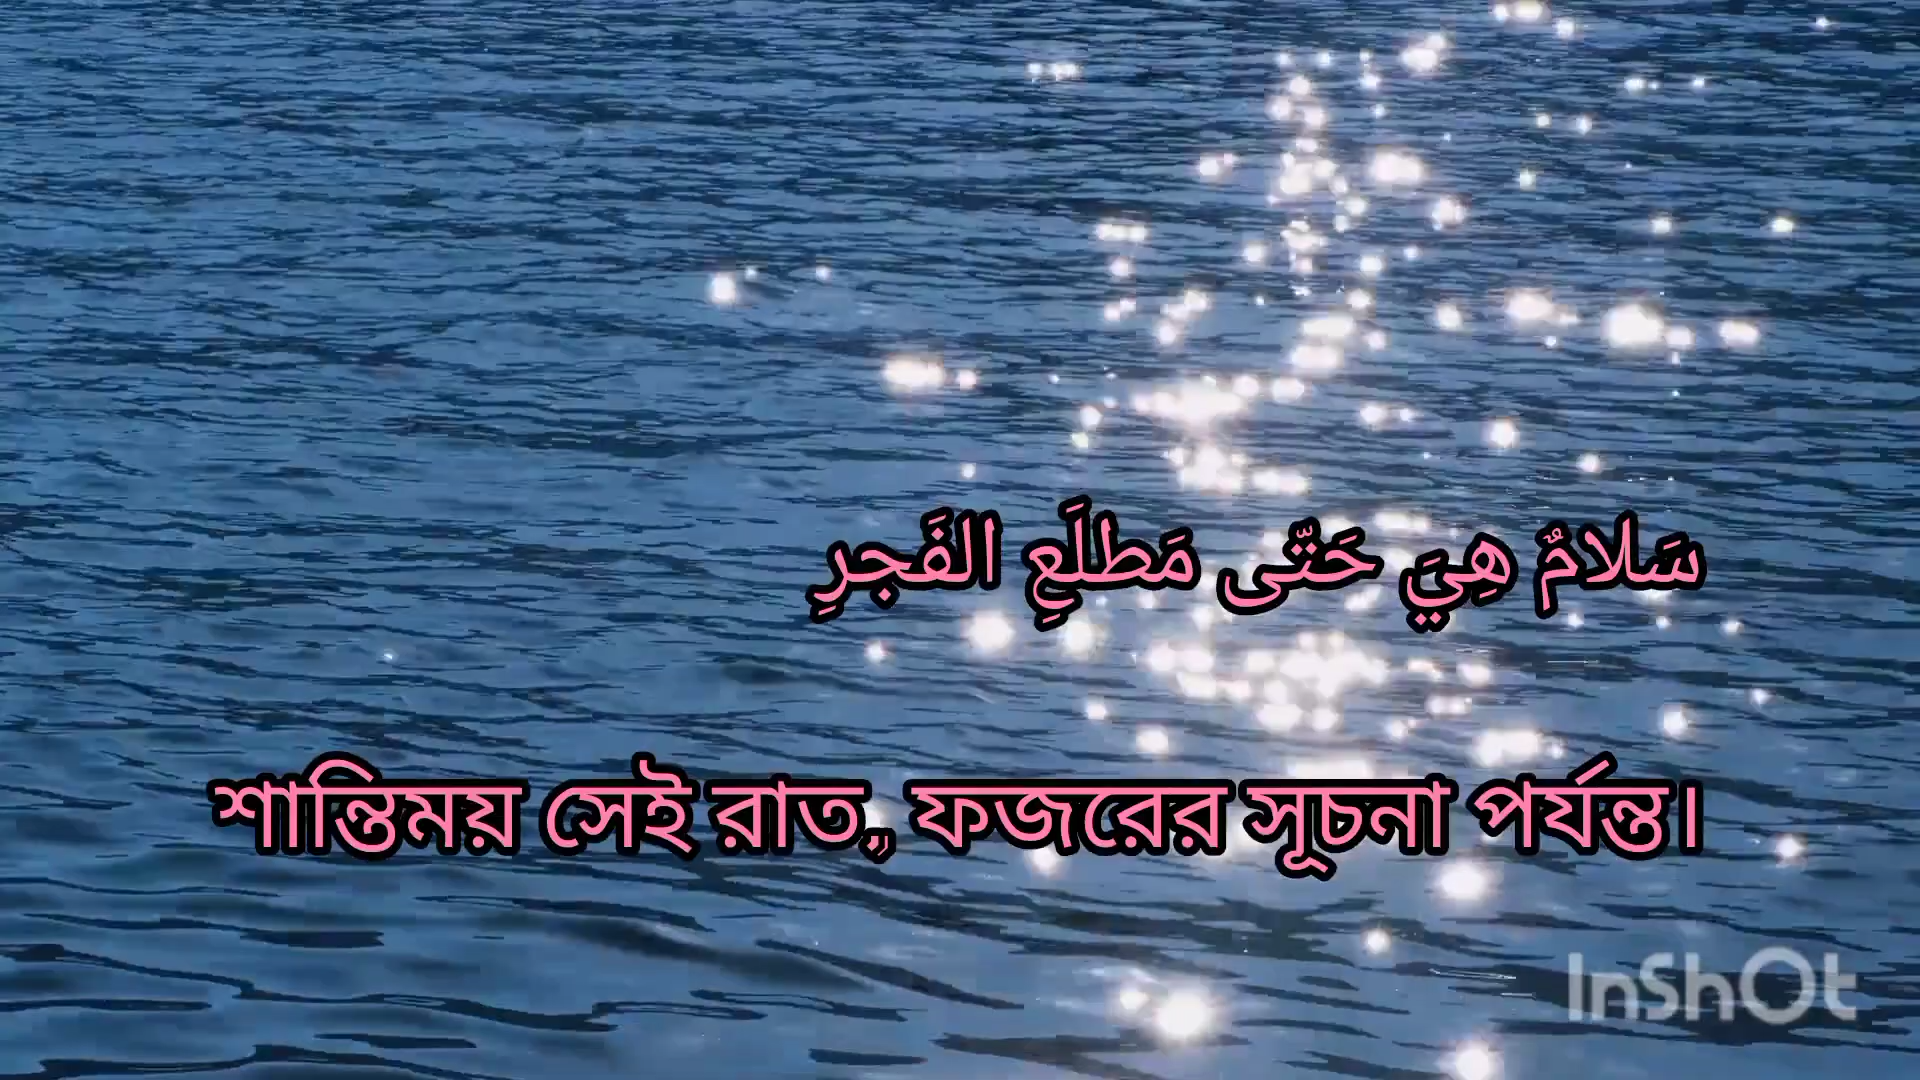 سَلامٌ هِيَ حَتّى مَطلَعِ الفَجرِ
শান্তিময় সেই রাত,, ফজরের সূচনা পর্যন্ত।
InShOt